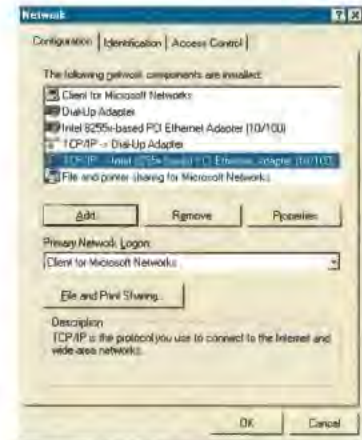 Network
Configuration Identification Access Control
The following network components are installed:
Client for Microsoft Networks
Dial-Up Adapter
Intel 8255x-based PCI Ethernet Adapter (10/100)
TCP/IP -> Dial-Up Adapter
TCP/IP -> Intel 8255x-based PCI Ethernet Adapter (10/100)
File and printer sharing for Microsoft Networks
Add... Remove Properties
Primary Network Logon:
Client for Microsoft Networks
File and Print Sharing...
Description
TCP/IP is the protocol you use to connect to the Internet and
wide-area networks.
OK Cancel